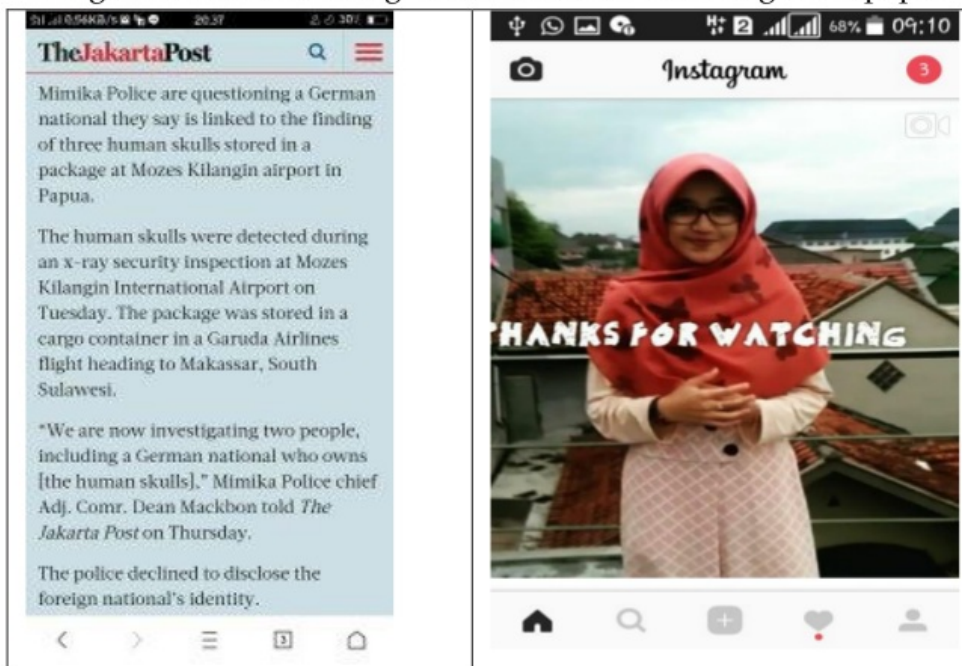 0.56KB/s
20.37
30%
TheJakartaPost
Mimika Police are questioning a German
national they say is linked to the finding
of three human skulls stored in a
package at Mozes Kilangin airport in
Papua.
The human skulls were detected during
an x-ray security inspection at Mozes
Kilangin International Airport on
Tuesday. The package was stored in a
cargo container in a Garuda Airlines
flight heading to Makassar, South
Sulawesi.
"We are now investigating two people,
including a German national who owns
[the human skulls]," Mimika Police chief
Adj. Comr. Dean Mackbon told The
Jakarta Post on Thursday.
The police declined to disclose the
foreign national's identity.
3
2 68% 09:10
Instagram
3
THANKS FOR WATCHING